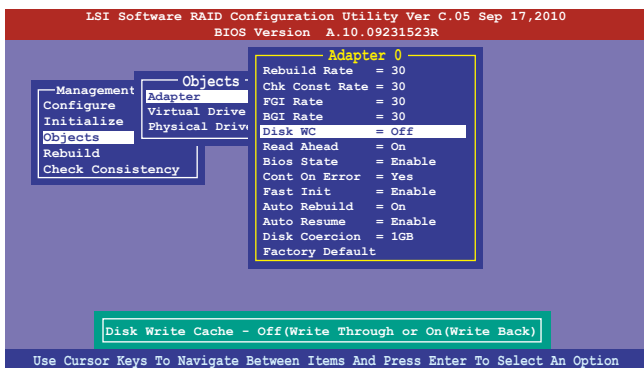 LSI Software RAID Configuration Utility Ver C.05 Sep 17,2010
BIOS Version A.10.09231523R
Management
Configure
Initialize
Objects
Rebuild
Check Consistency
Objects
Adapter
Virtual Drive
Physical Drive
Adapter 0
Rebuild Rate = 30
Chk Const Rate = 30
FGI Rate = 30
BGI Rate = 30
Disk WC = Off
Read Ahead = On
Bios State = Enable
Cont On Error = Yes
Fast Init = Enable
Auto Rebuild = On
Auto Resume = Enable
Disk Coercion = 1GB
Factory Default
Disk Write Cache - Off(Write Through or On(Write Back)
Use Cursor Keys To Navigate Between Items And Press Enter To Select An Option